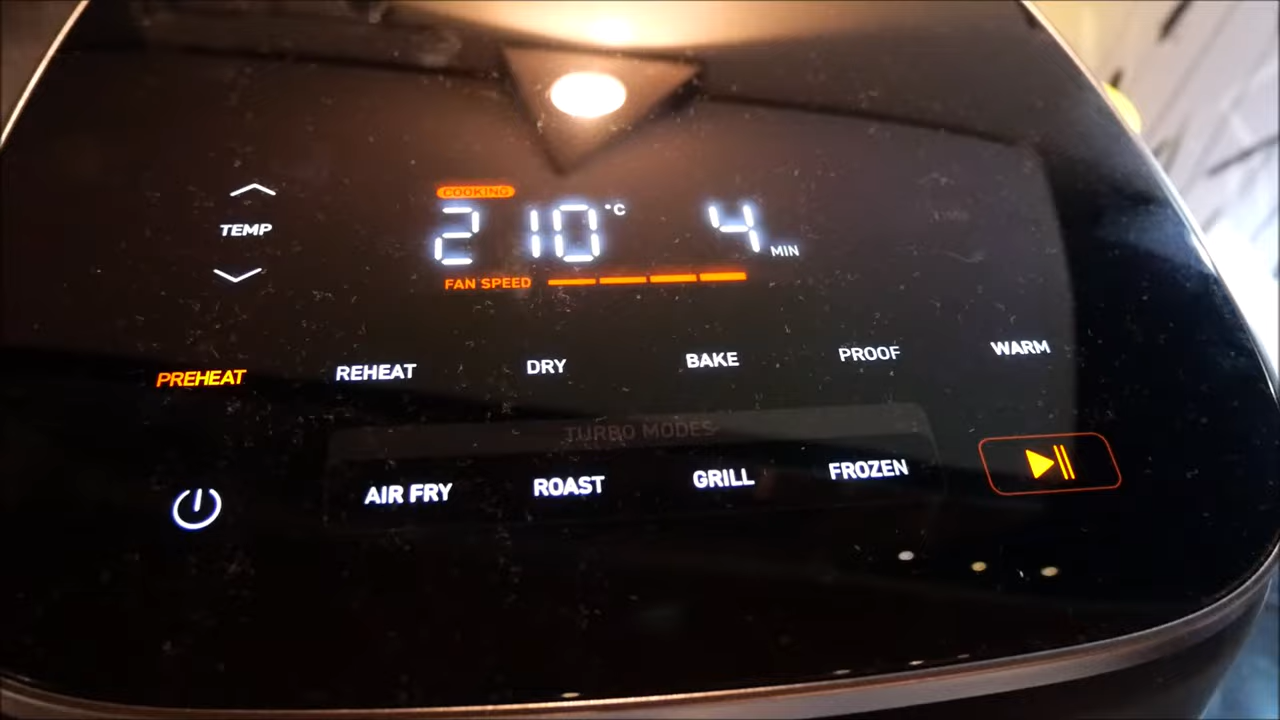 COOKING
TEMP
210 °C 4 MIN
FAN SPEED
PREHEAT REHEAT DRY BAKE PROOF WARM
TURBO MODES
AIR FRY ROAST GRILL FROZEN